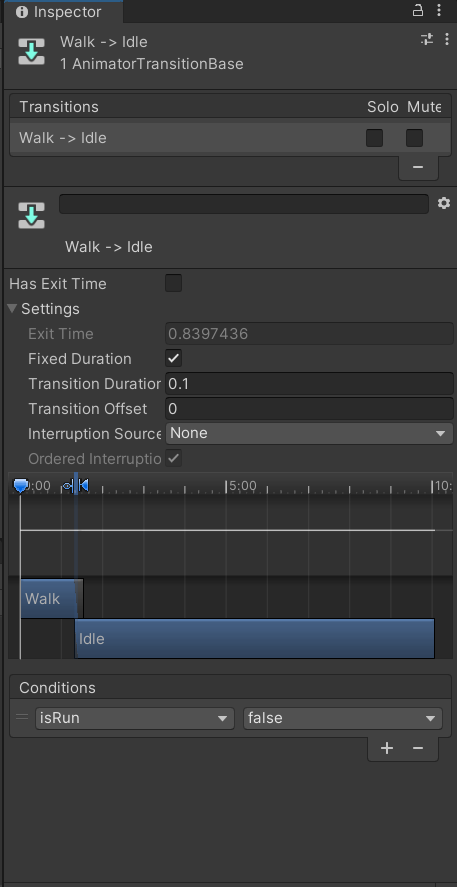 Inspector
Walk -> Idle
1 AnimatorTransitionBase
Transitions Solo Mute
Walk -> Idle
Walk -> Idle
Has Exit Time
Settings
Exit Time 0.8397436
Fixed Duration
Transition Duration 0.1
Transition Offset 0
Interruption Source None
Ordered Interruptio
0:00 5:00 10:
Walk
Idle
Conditions
isRun false